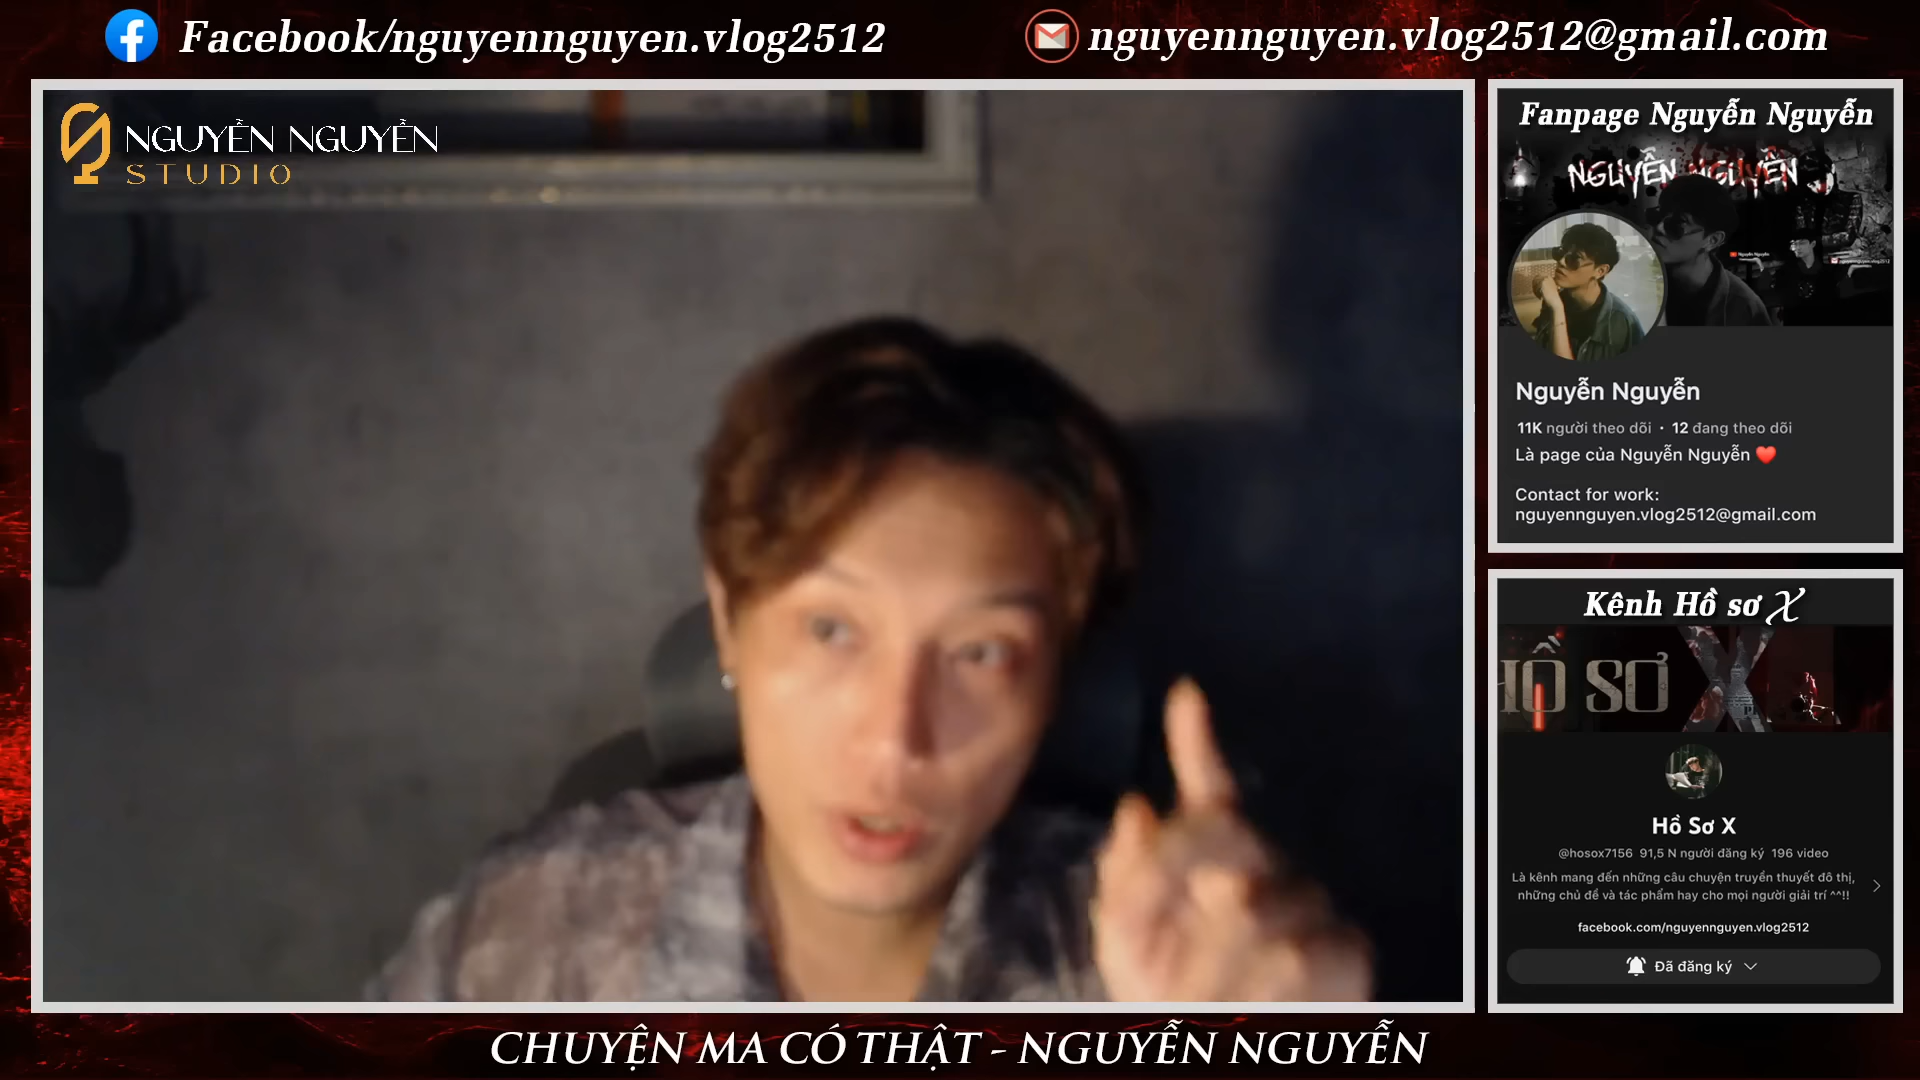 Facebook/nguyennguyen.vlog2512
nguyennguyen.vlog2512@gmail.com
NGUYỄN NGUYỄN
STUDIO
Fanpage Nguyễn Nguyễn
NGUYỄN NGUYỄN
Nguyễn Nguyễn
11K người theo dõi · 12 đang theo dõi
Là page của Nguyễn Nguyễn ❤️
Contact for work:
nguyennguyen.vlog2512@gmail.com
Kênh Hồ sơ X
HỒ SƠ X
Hồ Sơ X
@hosox7156 91,5 N người đăng ký 196 video
Là kênh mang đến những câu chuyện truyền thuyết đô thị,
những chủ đề và tác phẩm hay cho mọi người giải trí ^^!!
facebook.com/nguyennguyen.vlog2512
Đã đăng ký
CHUYỆN MA CÓ THẬT - NGUYỄN NGUYỄN